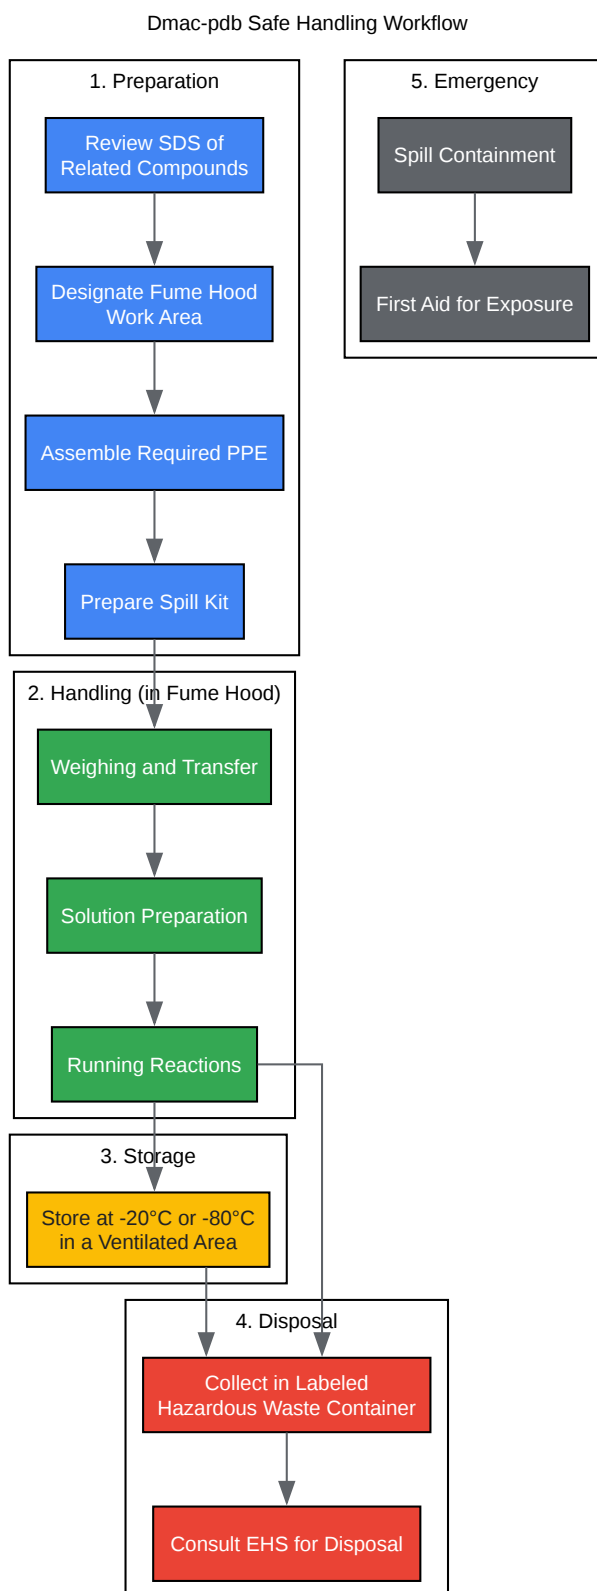 Dmac-pdb Safe Handling Workflow
1. Preparation
Review SDS of
Related Compounds
Designate Fume Hood
Work Area
Assemble Required PPE
Prepare Spill Kit
2. Handling (in Fume Hood)
Weighing and Transfer
Solution Preparation
Running Reactions
3. Storage
Store at -20°C or -80°C
in a Ventilated Area
4. Disposal
Collect in Labeled
Hazardous Waste Container
Consult EHS for Disposal
5. Emergency
Spill Containment
First Aid for Exposure